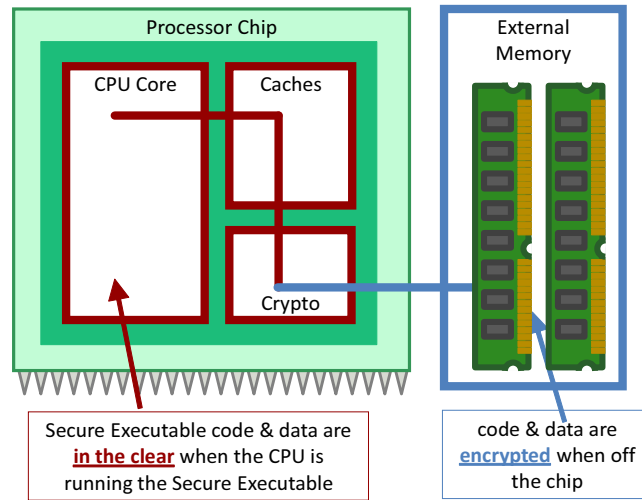 Processor Chip
External
Memory
CPU Core
Caches
Crypto
Secure Executable code & data are
in the clear when the CPU is
running the Secure Executable
code & data are
encrypted when off
the chip